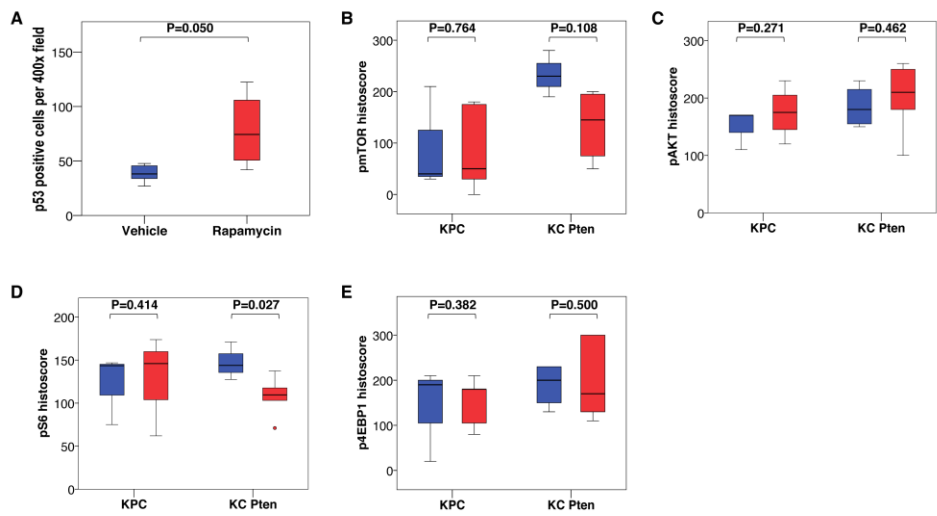 A
P=0.050
p53 positive cells per 400x field
150
100
50
0
Vehicle
Rapamycin
B
P=0.764
P=0.108
pmTOR histoscore
300
200
100
0
KPC
KC Pten
C
P=0.271
P=0.462
pAKT histoscore
300
200
100
0
KPC
KC Pten
D
P=0.414
P=0.027
pS6 histoscore
200
150
100
50
0
KPC
KC Pten
E
P=0.382
P=0.500
p4EBP1 histoscore
300
200
100
0
KPC
KC Pten